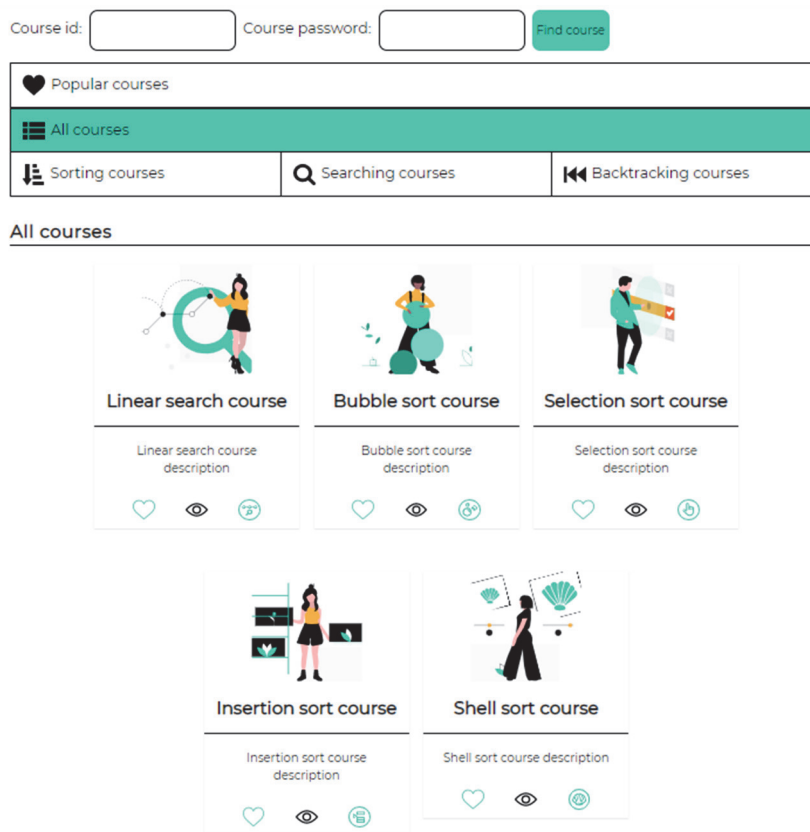 Course id:
Course password:
Find course
Popular courses
All courses
Sorting courses
Searching courses
Backtracking courses
All courses
Linear search course
Bubble sort course
Selection sort course
Linear search course
description
Bubble sort course
description
Selection sort course
description
Insertion sort course
Shell sort course
Insertion sort course
description
Shell sort course description